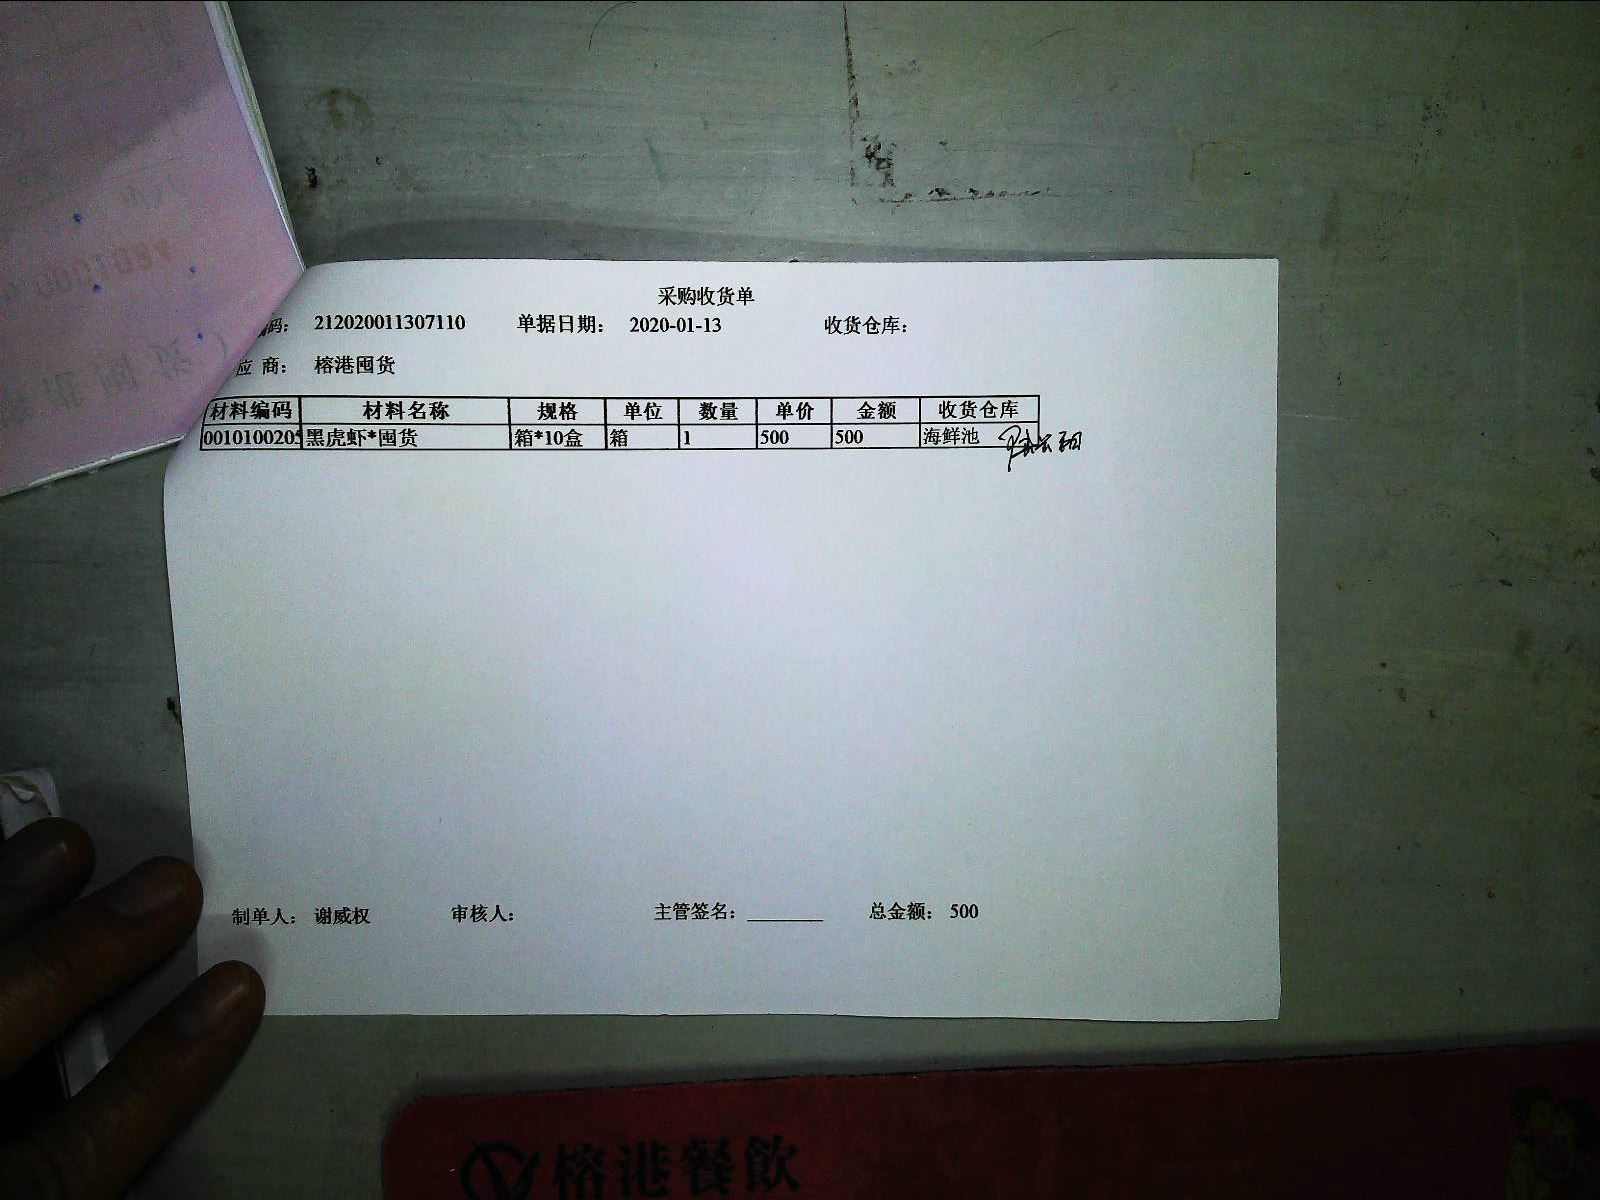 采购收货单
码: 212020011307110 单据日期: 2020-01-13 收货仓库:
应 商: 榕港囤货
材料编码 材料名称 规格 单位 数量 单价 金额 收货仓库
0010100205 黑虎虾*囤货 箱*10盒 箱 1 500 500 海鲜池
制单人: 谢威权 审核人: 主管签名: ________ 总金额: 500
榕港餐飲